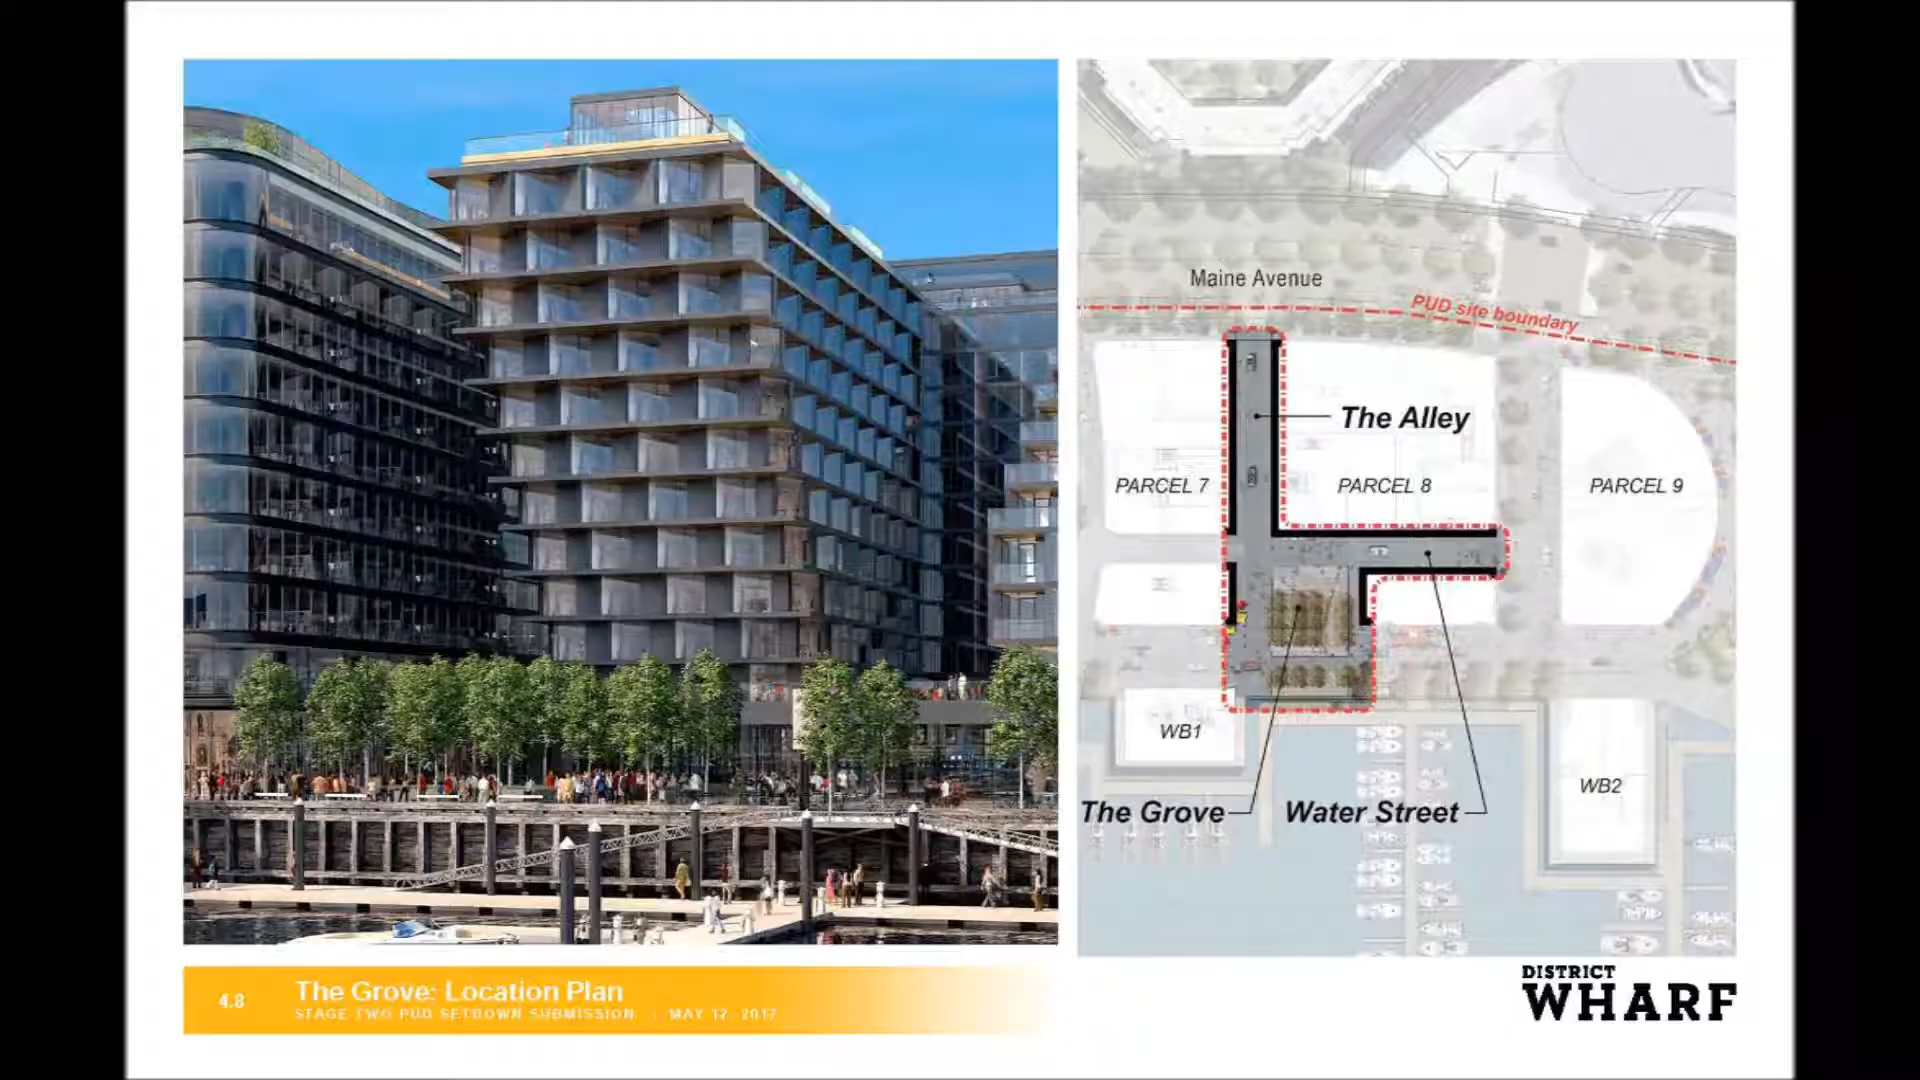 Maine Avenue
PUD site boundary
The Alley
PARCEL 7
PARCEL 8
PARCEL 9
WB1
WB2
The Grove
Water Street
4.8
The Grove: Location Plan
STAGE TWO PUD SETDOWN SUBMISSION | MAY 12, 2017
DISTRICT
WHARF